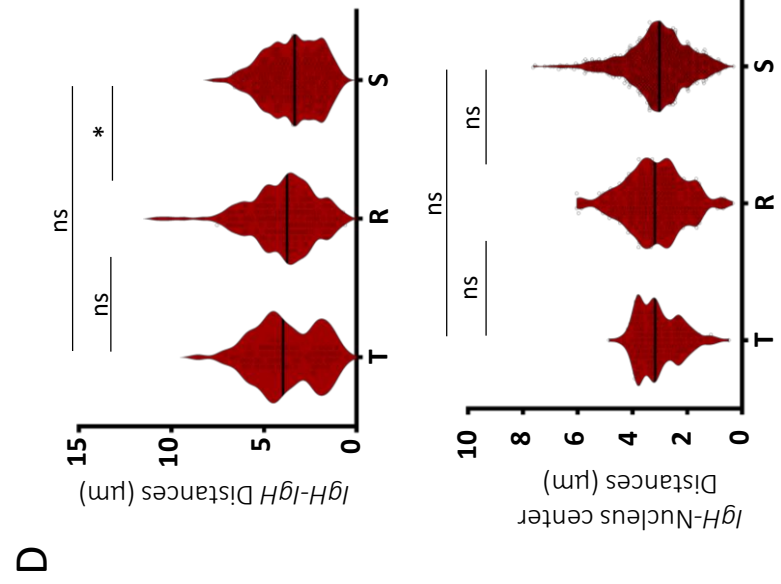 D
IgH-IgH Distances (µm)
15
10
5
0
ns
ns
*
T
R
S
IgH-Nucleus center
Distances (µm)
10
8
6
4
2
0
ns
ns
ns
T
R
S